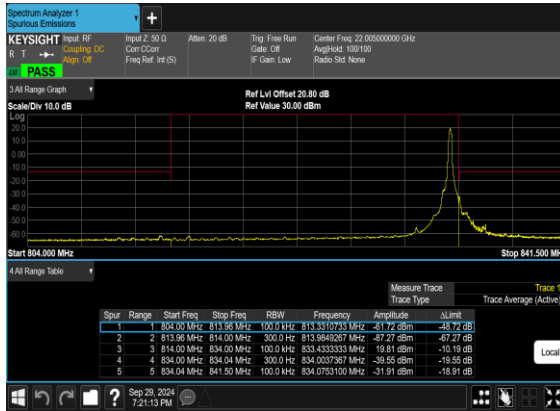 Spectrum Analyzer 1
Spurious Emissions
KEYSIGHT Input: RF Input Z: 50 Ω Atten: 20 dB Trig: Free Run Center Freq: 22.005000000 GHz
R T Coupling: DC Corr CCorr Gate: Off Avg|Hold: 100/100
Align: Off Freq Ref: Int (S) IF Gain: Low Radio Std: None
PASS
3 All Range Graph
Ref Lvl Offset 20.80 dB
Scale/Div 10.0 dB Ref Value 30.00 dBm
Log
20.0
10.0
0.00
-10.0
-20.0
-30.0
-40.0
-50.0
-60.0
Start 804.000 MHz Stop 841.500 MH
4 All Range Table
Measure Trace Trace 1
Trace Type Trace Average (Active)
Spur Range Start Freq Stop Freq RBW Frequency Amplitude ΔLimit
1 1 804.00 MHz 813.96 MHz 100.0 kHz 813.3310733 MHz -61.72 dBm -48.72 dB
2 2 813.96 MHz 814.00 MHz 300.0 Hz 813.9849267 MHz -87.27 dBm -67.27 dB
3 3 814.00 MHz 834.00 MHz 100.0 kHz 833.4333333 MHz 19.81 dBm -10.19 dB
4 4 834.00 MHz 834.04 MHz 300.0 Hz 834.0037367 MHz -39.55 dBm -19.55 dB
5 5 834.04 MHz 841.50 MHz 100.0 kHz 834.0753100 MHz -31.91 dBm -18.91 dB
Local
Sep 29, 2024
7:21:13 PM